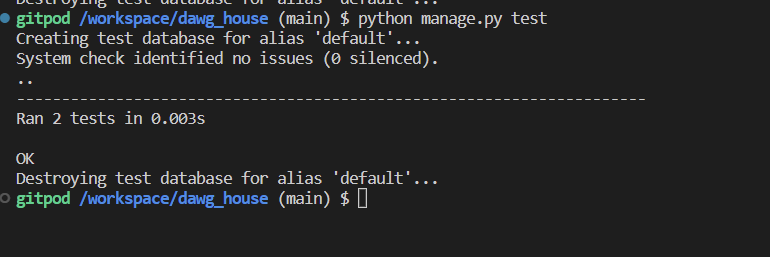 Destroying test database for alias 'default'...
gitpod /workspace/dawg_house (main) $ python manage.py test
Creating test database for alias 'default'...
System check identified no issues (0 silenced).
..
----------------------------------------------------------------------
Ran 2 tests in 0.003s
OK
Destroying test database for alias 'default'...
gitpod /workspace/dawg_house (main) $